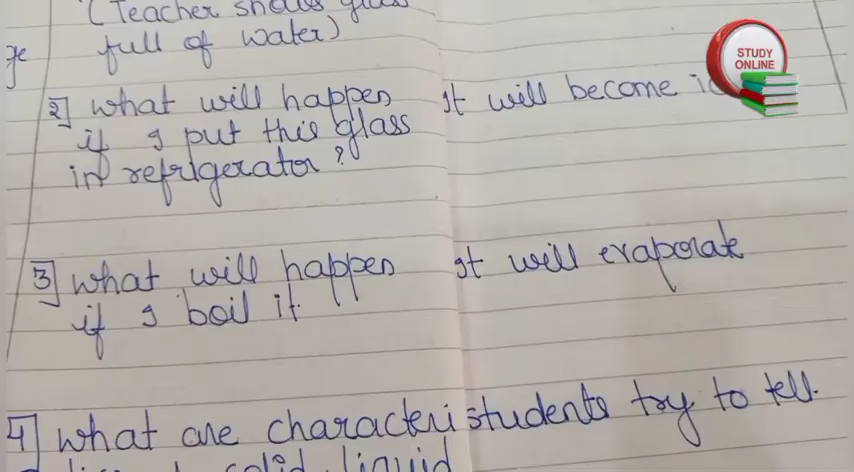 (Teacher shows glass
full of water)
2] what will happen It will become
if I put this glass
in refrigerator?
3] what will happen It will evaporate
if I boil it.
4] what are characteri students try to tell.
solid, liquid
STUDY
ONLINE